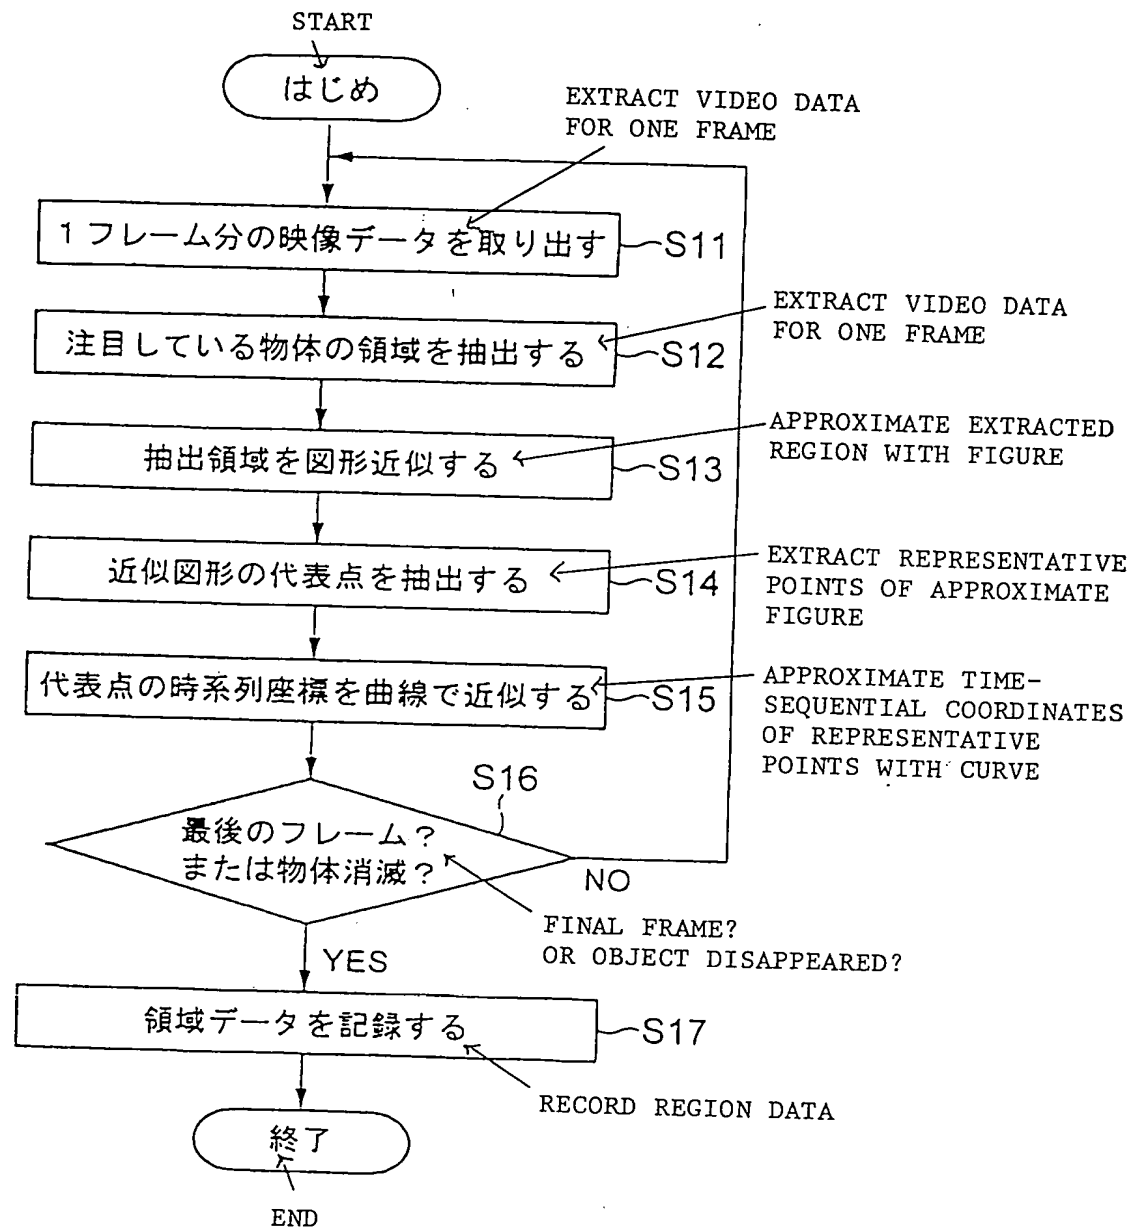 START
はじめ
EXTRACT VIDEO DATA
FOR ONE FRAME
1フレーム分の映像データを取り出す
S11
EXTRACT VIDEO DATA
FOR ONE FRAME
注目している物体の領域を抽出する
S12
APPROXIMATE EXTRACTED
REGION WITH FIGURE
抽出領域を図形近似する
S13
EXTRACT REPRESENTATIVE
POINTS OF APPROXIMATE
FIGURE
近似図形の代表点を抽出する
S14
APPROXIMATE TIME-
SEQUENTIAL COORDINATES
OF REPRESENTATIVE
POINTS WITH CURVE
代表点の時系列座標を曲線で近似する
S15
S16
最後のフレーム?
または物体消滅?
NO
FINAL FRAME?
OR OBJECT DISAPPEARED?
YES
領域データを記録する
S17
RECORD REGION DATA
終了
END